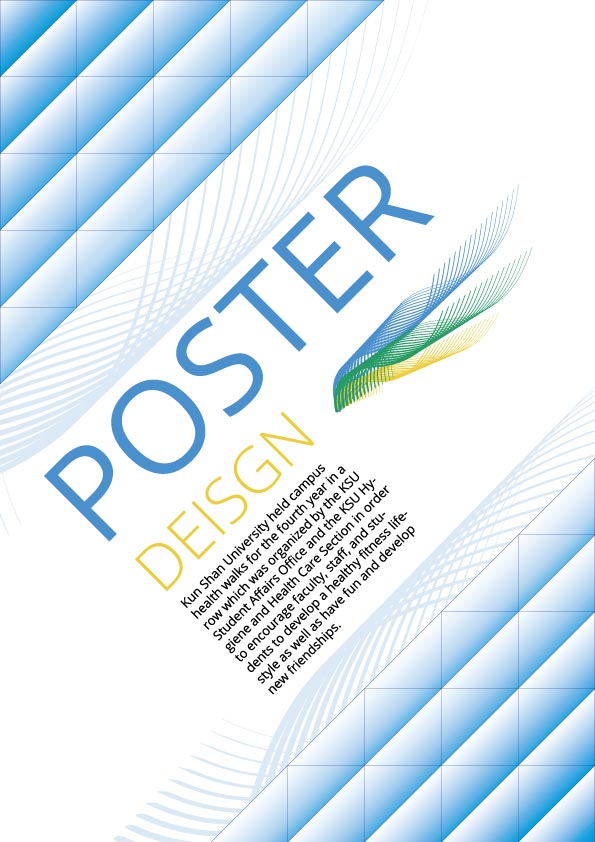 POSTER
DEISGN
Kun Shan University held campus
health walks for the fourth year in a
row which was organized by the KSU
Student Affairs Office and the KSU Hy-
giene and Health Care Section in order
to encourage faculty, staff, and stu-
dents to develop a healthy fitness life-
style as well as have fun and develop
new friendships.